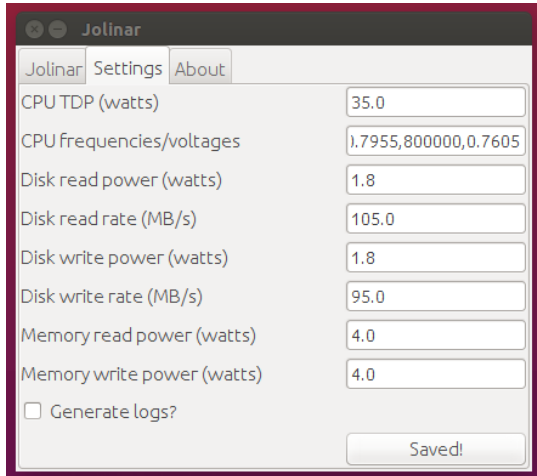 Jolinar
Jolinar Settings About
CPU TDP (watts) 35.0
CPU frequencies/voltages ).7955,800000,0.7605
Disk read power (watts) 1.8
Disk read rate (MB/s) 105.0
Disk write power (watts) 1.8
Disk write rate (MB/s) 95.0
Memory read power (watts) 4.0
Memory write power (watts) 4.0
Generate logs?
Saved!